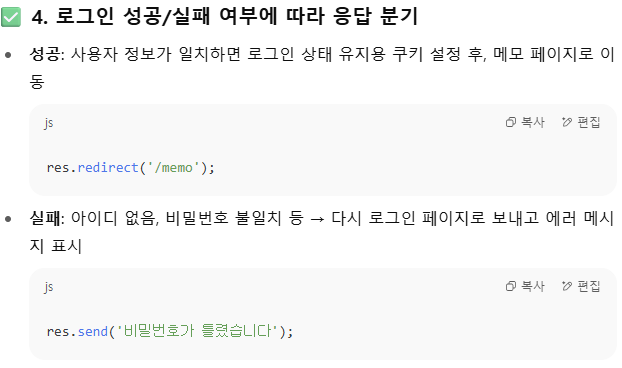 ✅ 4. 로그인 성공/실패 여부에 따라 응답 분기
• 성공: 사용자 정보가 일치하면 로그인 상태 유지용 쿠키 설정 후, 메모 페이지로 이
동
js 복사 편집
res.redirect('/memo');
• 실패: 아이디 없음, 비밀번호 불일치 등 → 다시 로그인 페이지로 보내고 에러 메시
지 표시
js 복사 편집
res.send('비밀번호가 틀렸습니다');